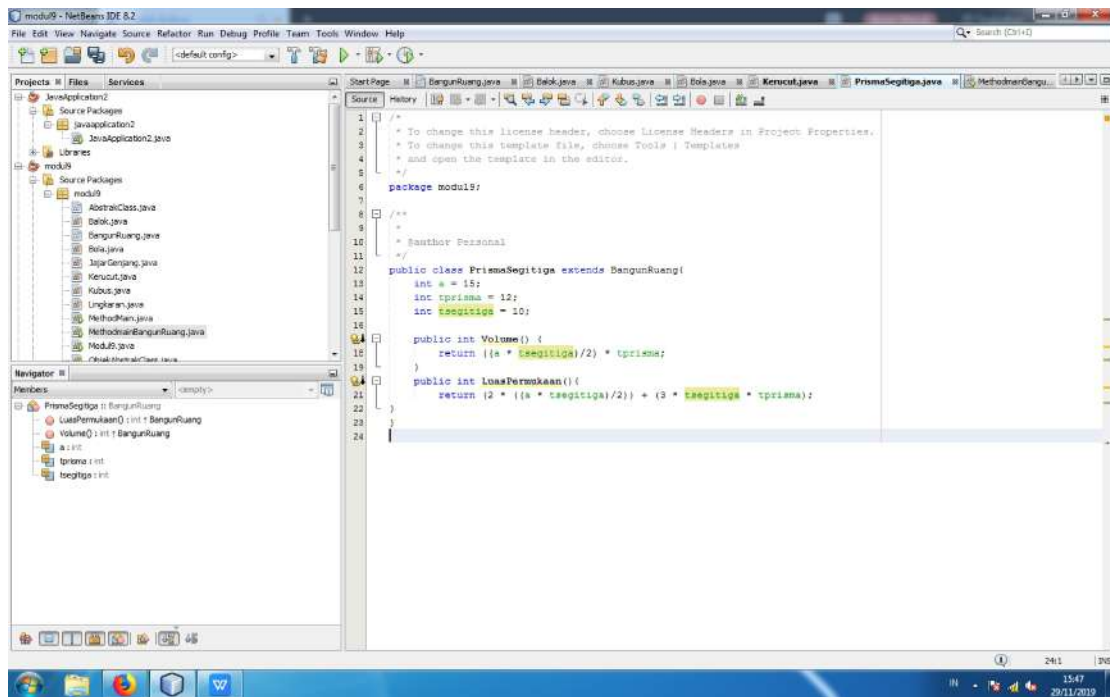 modul9 - NetBeans IDE 8.2
File Edit View Navigate Source Refactor Run Debug Profile Team Tools Window Help
Search (Ctrl+I)
<default config>
Projects Files Services
Start Page BangunRuang.java Balok.java Kubus.java Bola.java Kerucut.java PrismaSegitiga.java MethodmainBangu...
Source History
JavaApplication2
Source Packages
javaapplication2
JavaApplication2.java
Libraries
modul9
Source Packages
modul9
AbstrakClass.java
Balok.java
BangunRuang.java
Bola.java
JajarGenjang.java
Kerucut.java
Kubus.java
Lingkaran.java
MethodMain.java
MethodmainBangunRuang.java
Modul9.java
Navigator
Members <empty>
PrismaSegitiga :: BangunRuang
LuasPermukaan() : int ↑ BangunRuang
Volume() : int ↑ BangunRuang
a : int
tprisma : int
tsegitiga : int
1 /*
2 * To change this license header, choose License Headers in Project Properties.
3 * To change this template file, choose Tools | Templates
4 * and open the template in the editor.
5 */
6 package modul9;
7
8 /**
9 *
10 * @author Personal
11 */
12 public class PrismaSegitiga extends BangunRuang{
13 int a = 15;
14 int tprisma = 12;
15 int tsegitiga = 10;
16
public int Volume() {
18 return ((a * tsegitiga)/2) * tprisma;
19 }
public int LuasPermukaan(){
21 return (2 * ((a * tsegitiga)/2)) + (3 * tsegitiga * tprisma);
22 }
23 }
24
24:1 INS
IN 15:47
29/11/2019